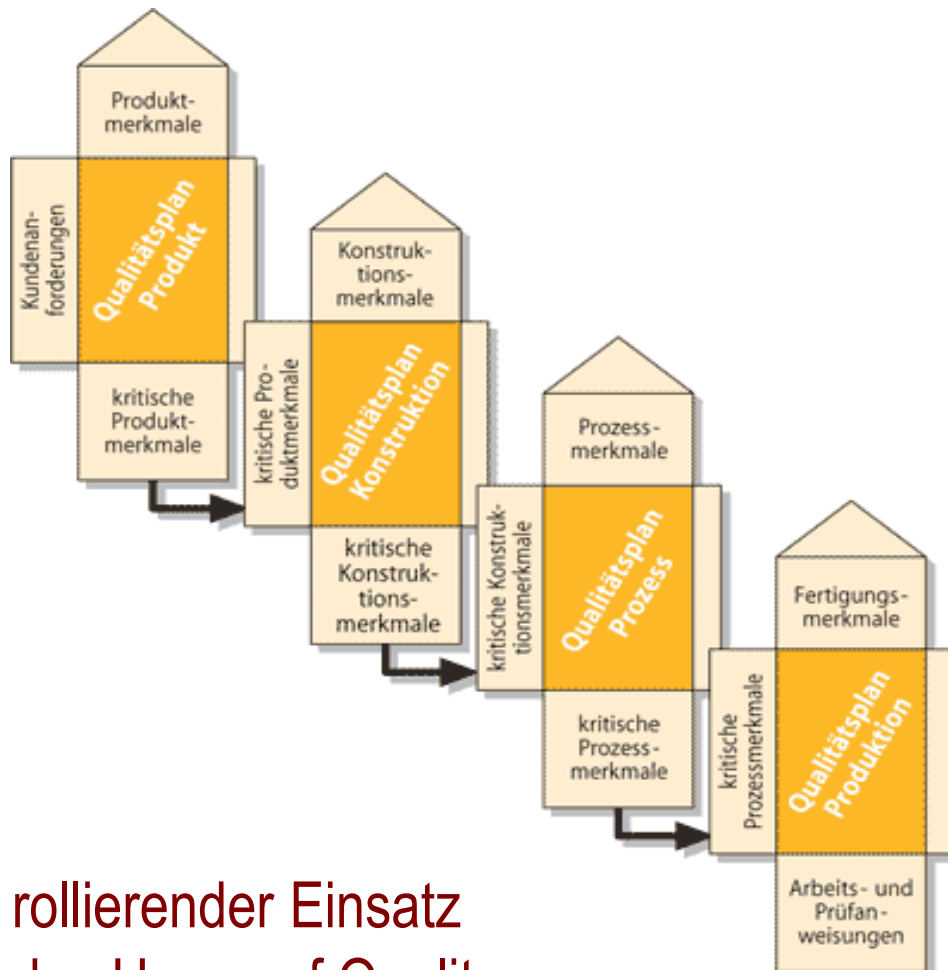 Produkt-
merkmale
Kundenan-
forderungen
Qualitätsplan
Produkt
kritische
Produkt-
merkmale
Konstruk-
tions-
merkmale
kritische Pro-
duktmerkmale
Qualitätsplan
Konstruktion
kritische
Konstruk-
tions-
merkmale
Prozess-
merkmale
kritische Konstruk-
tionsmerkmale
Qualitätsplan
Prozess
kritische
Prozess-
merkmale
Fertigungs-
merkmale
kritische
Prozessmerkmale
Qualitätsplan
Produktion
Arbeits- und
Prüfan-
weisungen
rollierender Einsatz